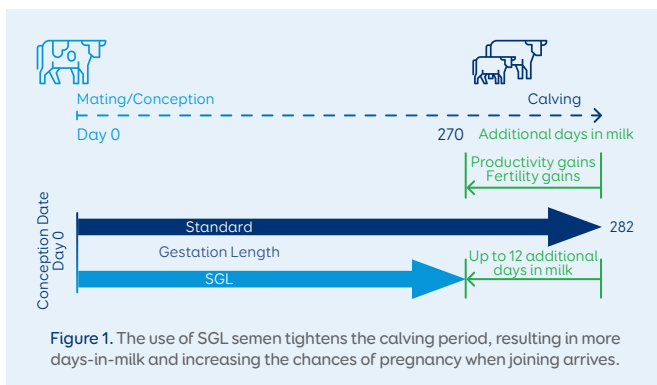 Mating/Conception
Calving
Day 0
270
Additional days in milk
Productivity gains
Fertility gains
Conception Date
Day 0
Standard
282
Gestation Length
SGL
Up to 12 additional
days in milk
Figure 1. The use of SGL semen tightens the calving period, resulting in more
days-in-milk and increasing the chances of pregnancy when joining arrives.